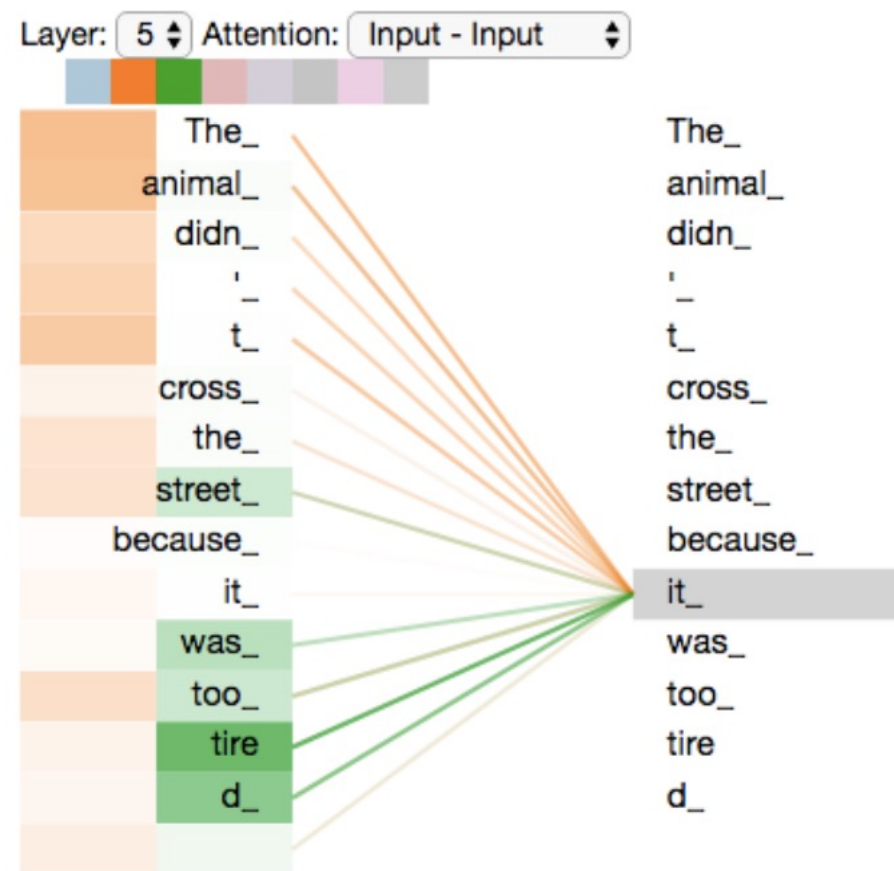 Layer: 5 Attention: Input - Input
The_ The_
animal_ animal_
didn_ didn_
'_ '_
t_ t_
cross_ cross_
the_ the_
street_ street_
because_ because_
it_ it_
was_ was_
too_ too_
tire tire
d_ d_